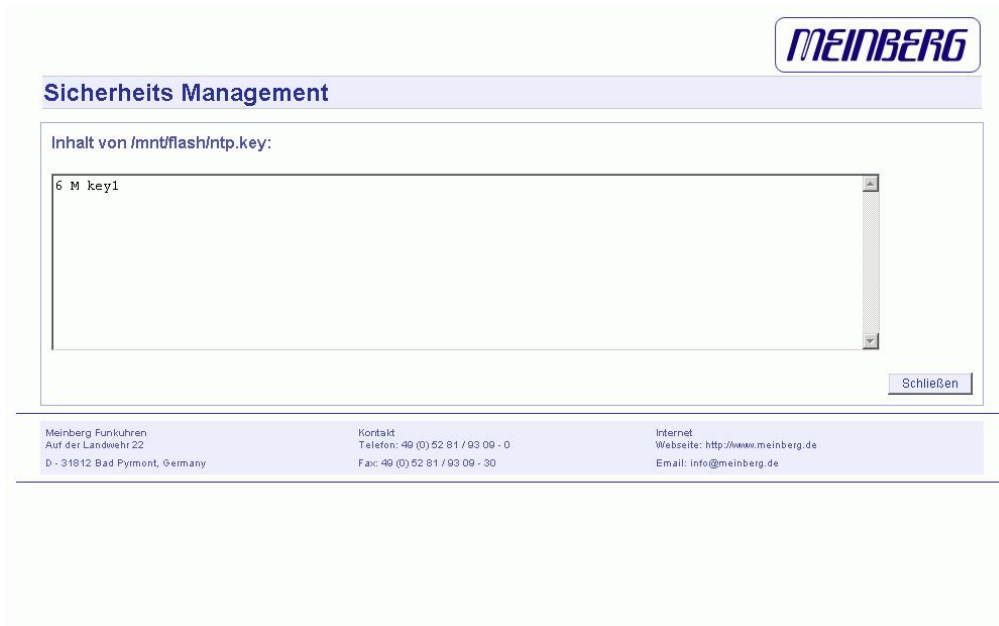 MEINBERG
Sicherheits Management
Inhalt von /mnt/flash/ntp.key:
6 M key1
Schließen
Meinberg Funkuhren
Auf der Landwehr 22
D - 31812 Bad Pyrmont, Germany
Kontakt
Telefon: 49 (0) 52 81 / 93 09 - 0
Fax: 49 (0) 52 81 / 93 09 - 30
Internet
Webseite: http://www.meinberg.de
Email: info@meinberg.de